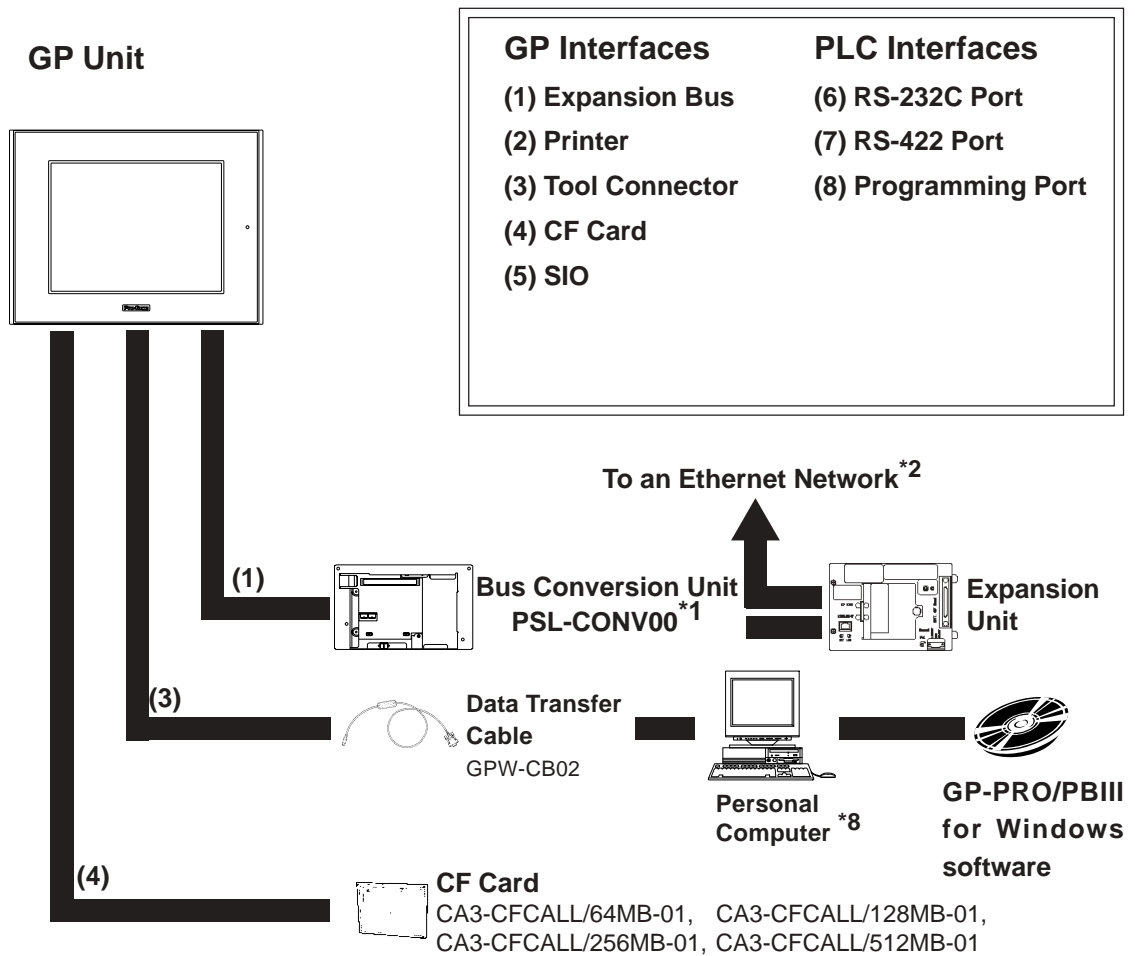 GP Unit
GP Interfaces
(1) Expansion Bus
(2) Printer
(3) Tool Connector
(4) CF Card
(5) SIO
PLC Interfaces
(6) RS-232C Port
(7) RS-422 Port
(8) Programming Port
To an Ethernet Network*2
(1)
Bus Conversion Unit
PSL-CONV00*1
Expansion
Unit
(3)
Data Transfer
Cable
GPW-CB02
Personal
Computer *8
GP-PRO/PBIII
for Windows
software
(4)
CF Card
CA3-CFCALL/64MB-01, CA3-CFCALL/128MB-01,
CA3-CFCALL/256MB-01, CA3-CFCALL/512MB-01